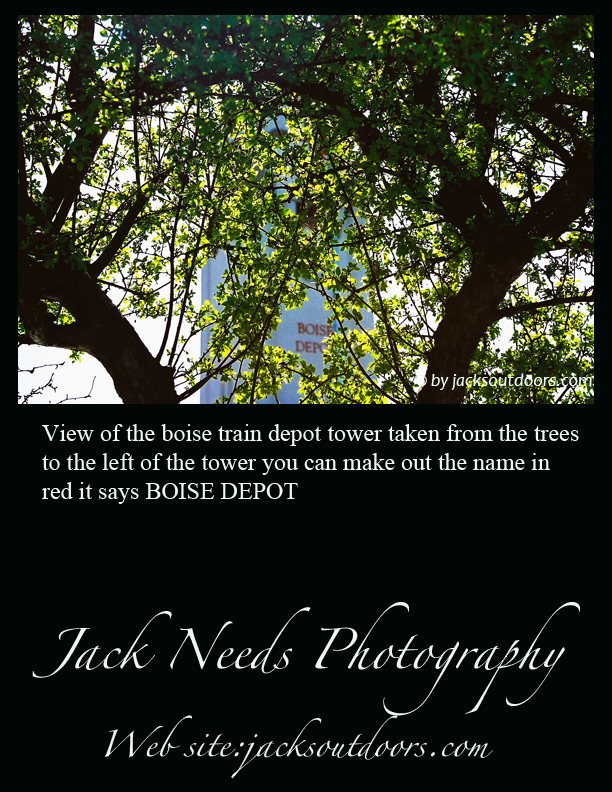 BOISE
DEPOT
by jacksoutdoors.com
View of the boise train depot tower taken from the trees
to the left of the tower you can make out the name in
red it says BOISE DEPOT
Jack Needs Photography
Web site:jacksoutdoors.com